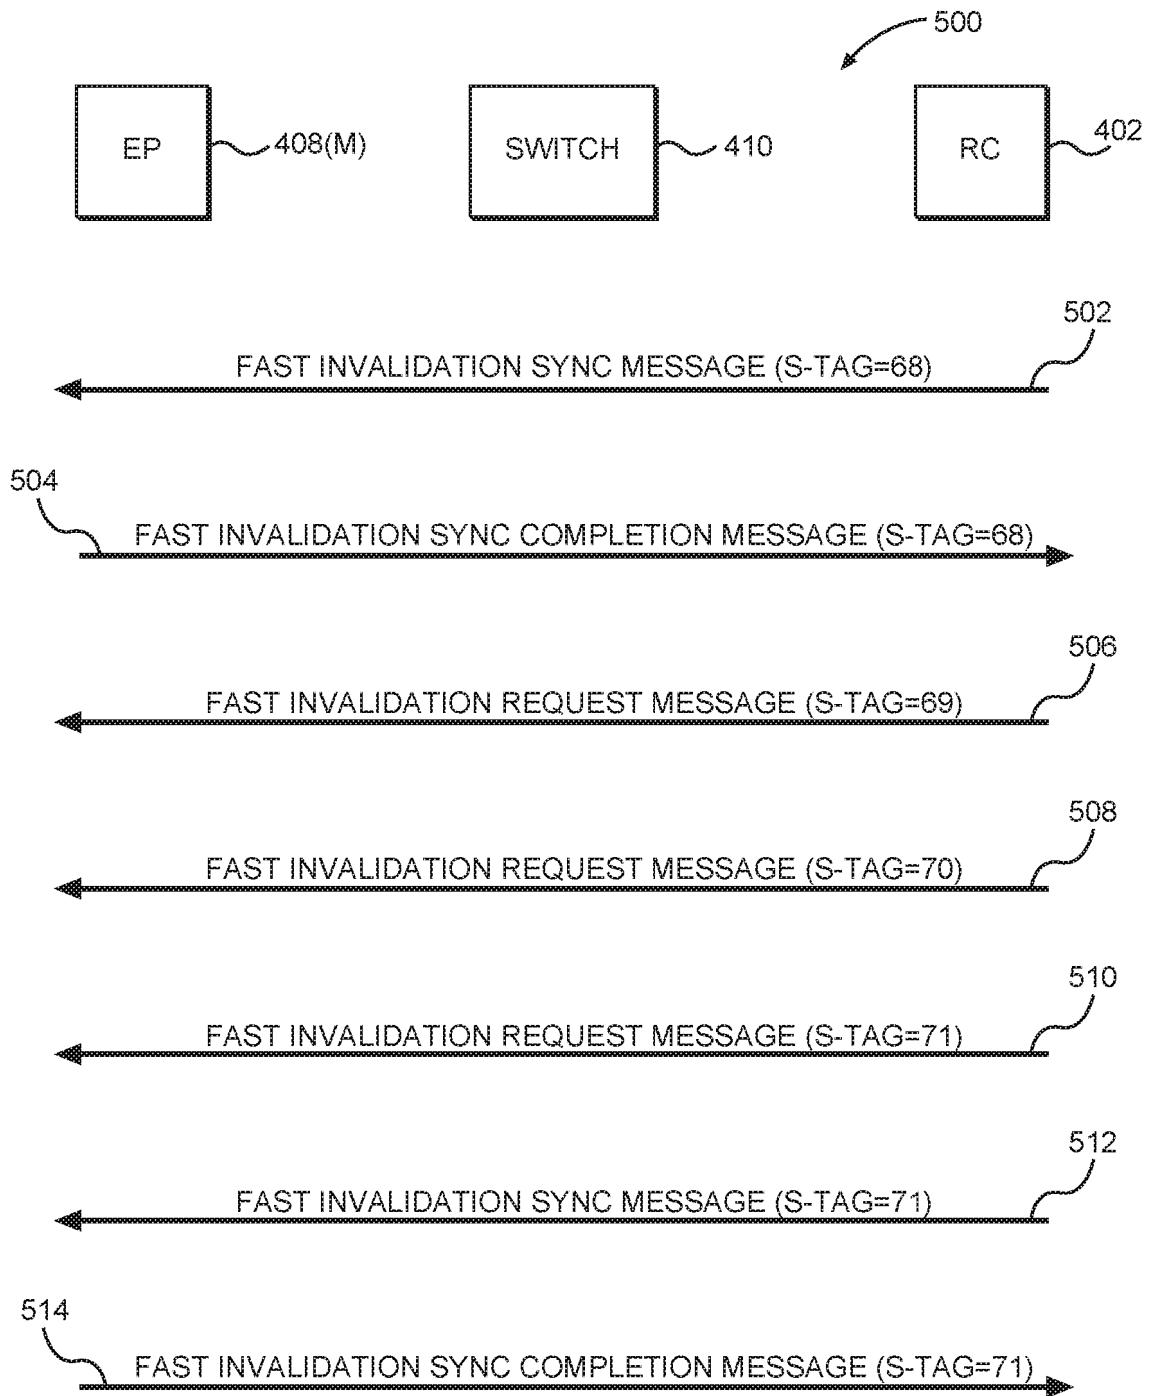 500
EP
408(M)
SWITCH
410
RC
402
502
FAST INVALIDATION SYNC MESSAGE (S-TAG=68)
504
FAST INVALIDATION SYNC COMPLETION MESSAGE (S-TAG=68)
506
FAST INVALIDATION REQUEST MESSAGE (S-TAG=69)
508
FAST INVALIDATION REQUEST MESSAGE (S-TAG=70)
510
FAST INVALIDATION REQUEST MESSAGE (S-TAG=71)
512
FAST INVALIDATION SYNC MESSAGE (S-TAG=71)
514
FAST INVALIDATION SYNC COMPLETION MESSAGE (S-TAG=71)